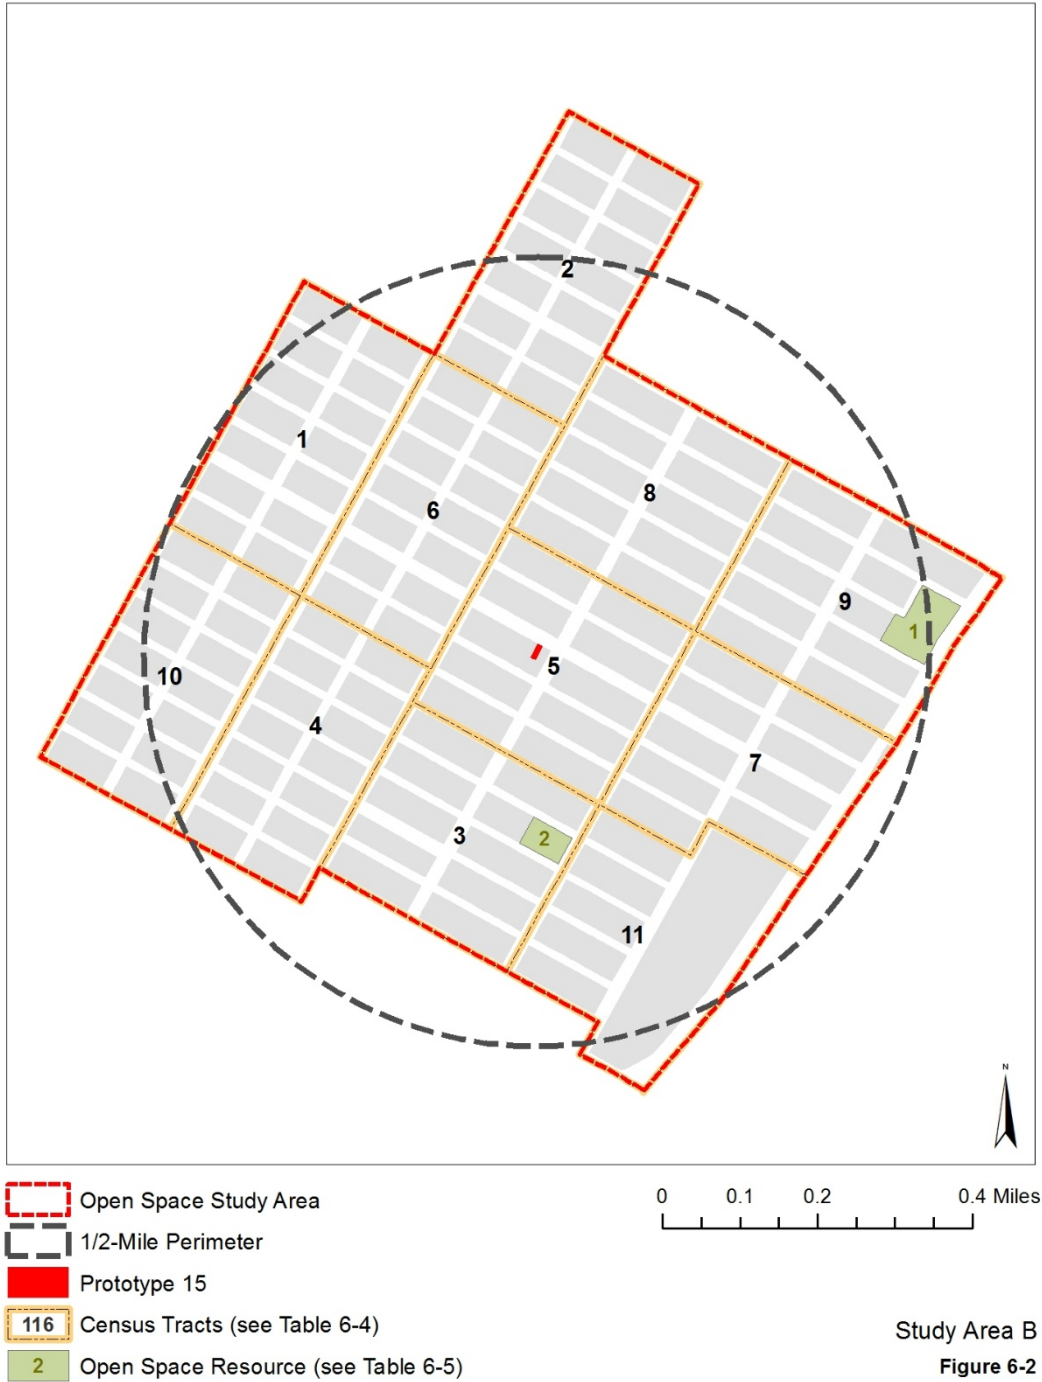 2
1
8
6
9
1
5
10
4
7
3
2
11
N
Open Space Study Area
1/2-Mile Perimeter
Prototype 15
116 Census Tracts (see Table 6-4)
2 Open Space Resource (see Table 6-5)
0 0.1 0.2 0.4 Miles
Study Area B
Figure 6-2